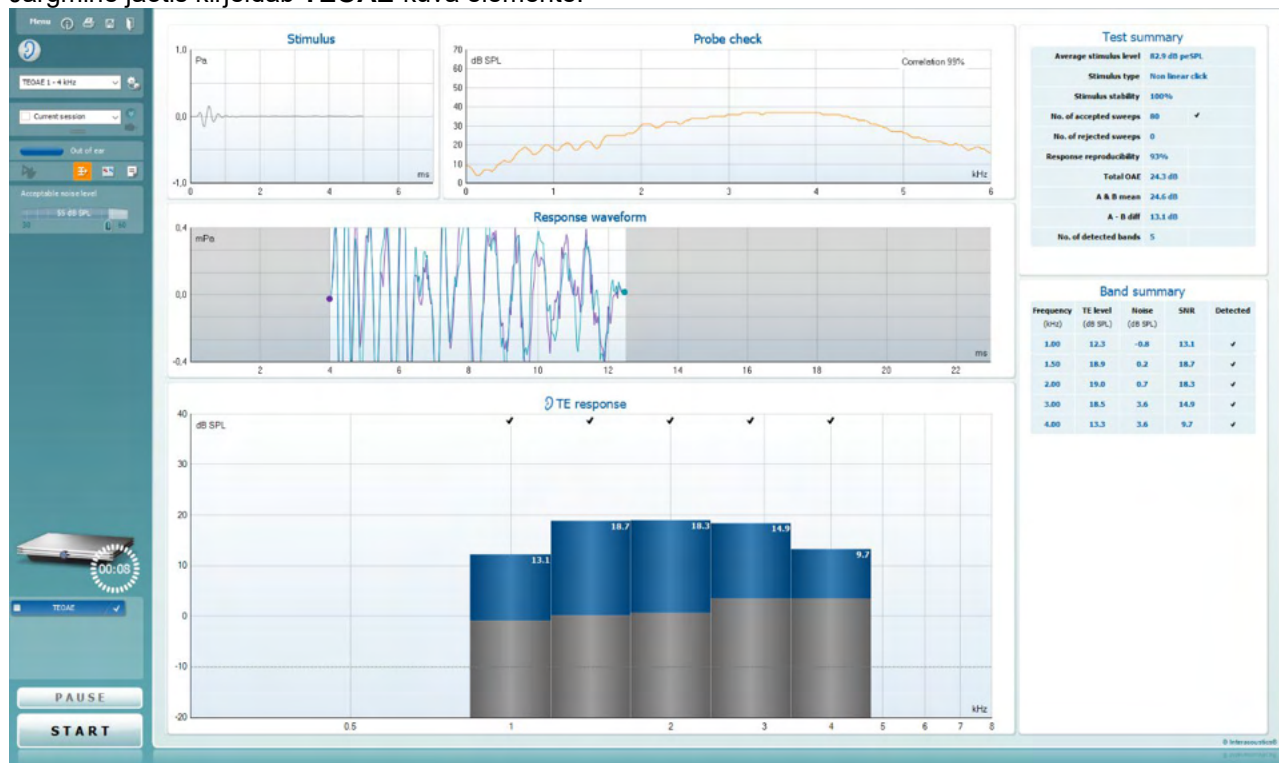 Järgmine jaotis kirjeldab TEOAE-kuva elemente.
Menu
TEOAE 1 - 4 kHz
Current session
Out of ear
Acceptable noise level
55 dB SPL
30 60
00:08
TEOAE
PAUSE
START
Stimulus
Pa
1,0
0,0
-1,0
0 2 4 6
ms
Probe check
dB SPL
Correlation 99%
70
60
50
40
30
20
10
0
0 1 2 3 4 5 6
kHz
Response waveform
mPa
0,4
0,0
-0,4
2 4 6 8 10 12 14 16 18 20 22
ms
TE response
dB SPL
40
30
20
10
0
-10
-20
13.1 18.7 18.3 14.9 9.7
0.5 1 2 3 4 5 6 7 8
kHz
Test summary
Average stimulus level 82.9 dB peSPL
Stimulus type Non linear click
Stimulus stability 100%
No. of accepted sweeps 80 ✔
No. of rejected sweeps 0
Response reproducibility 93%
Total OAE 24.3 dB
A & B mean 24.6 dB
A - B diff 13.1 dB
No. of detected bands 5
Band summary
Frequency TE level Noise SNR Detected
(kHz) (dB SPL) (dB SPL)
1.00 12.3 -0.8 13.1 ✔
1.50 18.9 0.2 18.7 ✔
2.00 19.0 0.7 18.3 ✔
3.00 18.5 3.6 14.9 ✔
4.00 13.3 3.6 9.7 ✔
® Interacoustics®